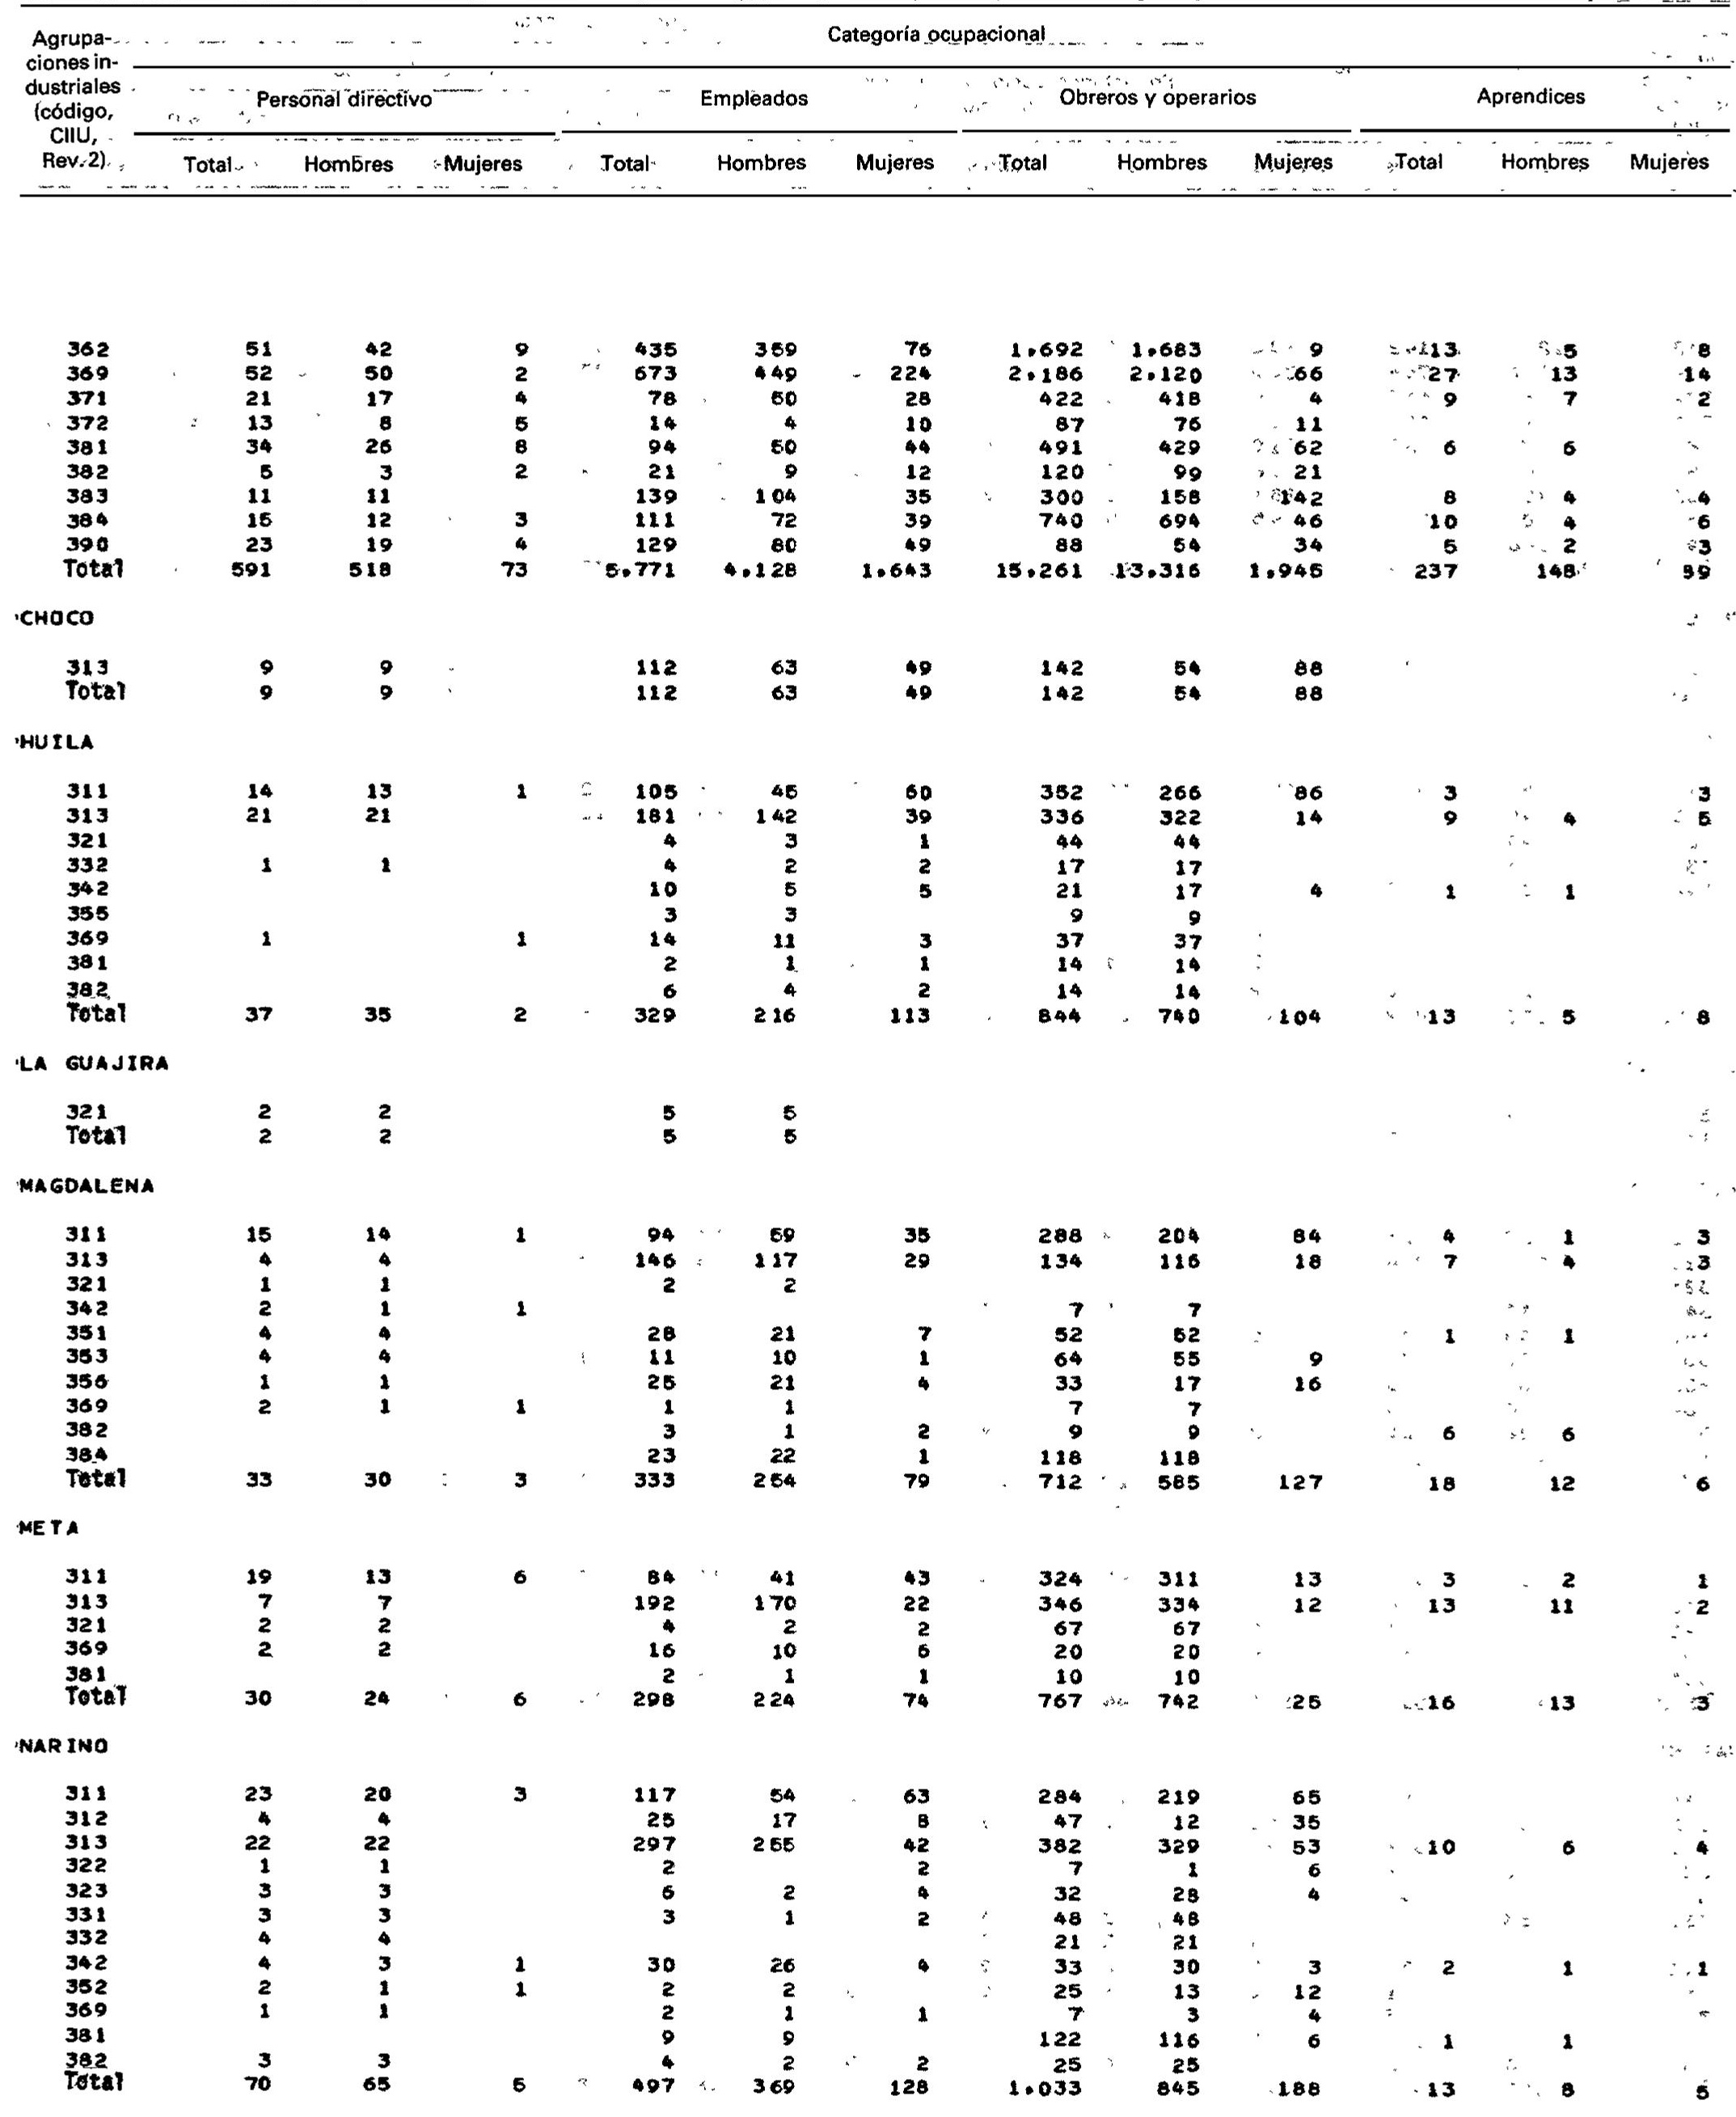 Categoría ocupacional
Agrupaciones industriales (código, CIIU, Rev. 2)
Personal directivo Empleados Obreros y operarios Aprendices
Total Hombres Mujeres Total Hombres Mujeres Total Hombres Mujeres Total Hombres Mujeres
362 51 42 9 435 359 76 1.692 1.683 9 13 5 8
369 52 50 2 673 449 224 2.186 2.120 66 27 13 14
371 21 17 4 78 50 28 422 418 4 9 7 2
372 13 8 5 14 4 10 87 76 11
381 34 26 8 94 50 44 491 429 62 6 6
382 5 3 2 21 9 12 120 99 21
383 11 11 139 104 35 300 158 142 8 4 4
384 15 12 3 111 72 39 740 694 46 10 4 6
390 23 19 4 129 80 49 88 54 34 5 2 3
Total 591 518 73 5.771 4.128 1.643 15.261 13.316 1.945 237 148 89
CHOCO
313 9 9 112 63 49 142 54 88
Total 9 9 112 63 49 142 54 88
HUILA
311 14 13 1 105 45 60 352 266 86 3 3
313 21 21 181 142 39 336 322 14 9 4 5
321 4 3 1 44 44
332 1 1 4 2 2 17 17
342 10 5 5 21 17 4 1 1
355 3 3 9 9
369 1 1 14 11 3 37 37
381 2 1 1 14 14
382 6 4 2 14 14
Total 37 35 2 329 216 113 844 740 104 13 5 8
LA GUAJIRA
321 2 2 5 5
Total 2 2 5 5
MAGDALENA
311 15 14 1 94 59 35 288 204 84 4 1 3
313 4 4 146 117 29 134 116 18 7 4 3
321 1 1 2 2
342 2 1 1 7 7
351 4 4 28 21 7 52 52 1 1
353 4 4 11 10 1 64 55 9
356 1 1 25 21 4 33 17 16
369 2 1 1 1 1 7 7
382 3 1 2 9 9 6 6
384 23 22 1 118 118
Total 33 30 3 333 254 79 712 585 127 18 12 6
META
311 19 13 6 84 41 43 324 311 13 3 2 1
313 7 7 192 170 22 346 334 12 13 11 2
321 2 2 4 2 2 67 67
369 2 2 16 10 6 20 20
381 2 1 1 10 10
Total 30 24 6 298 224 74 767 742 25 16 13 3
NARINO
311 23 20 3 117 54 63 284 219 65
312 4 4 25 17 8 47 12 35
313 22 22 297 255 42 382 329 53 10 6 4
322 1 1 2 2 7 1 6
323 3 3 6 2 4 32 28 4
331 3 3 3 1 2 48 48
332 4 4 21 21
342 4 3 1 30 26 4 33 30 3 2 1 1
352 2 1 1 2 2 25 13 12
369 1 1 2 1 1 7 3 4
381 9 9 122 116 6 1 1
382 3 3 4 2 2 25 25
Total 70 65 5 497 369 128 1.033 845 188 13 8 5